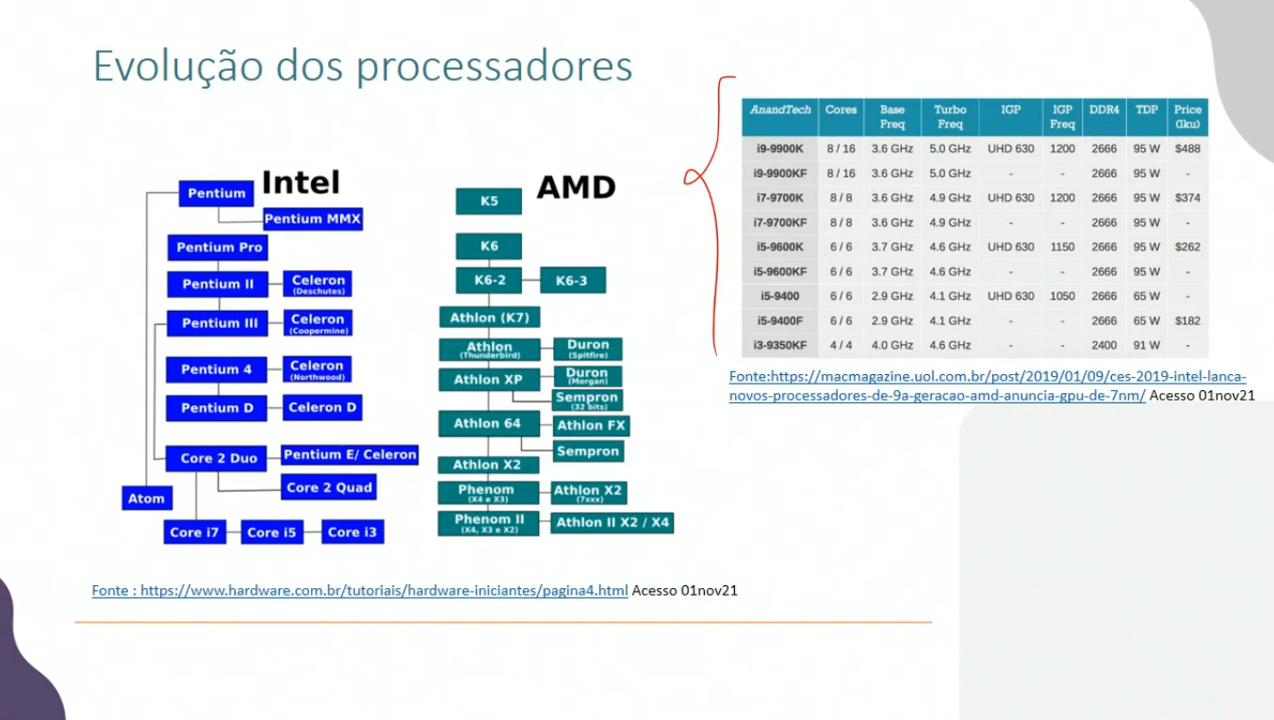 Evolução dos processadores
Intel
Pentium
Pentium MMX
Pentium Pro
Pentium II
Celeron
(Deschutes)
Pentium III
Celeron
(Coopermine)
Pentium 4
Celeron
(Northwood)
Pentium D
Celeron D
Core 2 Duo
Pentium E/ Celeron
Core 2 Quad
Atom
Core i7
Core i5
Core i3
AMD
K5
K6
K6-2
K6-3
Athlon (K7)
Athlon
(Thunderbird)
Duron
(Spitfire)
Athlon XP
Duron
(Morgan)
Sempron
(32 bits)
Athlon 64
Athlon FX
Sempron
Athlon X2
Phenom
(X4 e X3)
Athlon X2
(7xxx)
Phenom II
(X4, X3 e X2)
Athlon II X2 / X4
Fonte : https://www.hardware.com.br/tutoriais/hardware-iniciantes/pagina4.html Acesso 01nov21
AnandTech Cores Base Freq Turbo Freq IGP IGP Freq DDR4 TDP Price (1ku)
i9-9900K 8 / 16 3.6 GHz 5.0 GHz UHD 630 1200 2666 95 W $488
i9-9900KF 8 / 16 3.6 GHz 5.0 GHz - - 2666 95 W -
i7-9700K 8 / 8 3.6 GHz 4.9 GHz UHD 630 1200 2666 95 W $374
i7-9700KF 8 / 8 3.6 GHz 4.9 GHz - - 2666 95 W -
i5-9600K 6 / 6 3.7 GHz 4.6 GHz UHD 630 1150 2666 95 W $262
i5-9600KF 6 / 6 3.7 GHz 4.6 GHz - - 2666 95 W -
i5-9400 6 / 6 2.9 GHz 4.1 GHz UHD 630 1050 2666 65 W -
i5-9400F 6 / 6 2.9 GHz 4.1 GHz - - 2666 65 W $182
i3-9350KF 4 / 4 4.0 GHz 4.6 GHz - - 2400 91 W -
Fonte:https://macmagazine.uol.com.br/post/2019/01/09/ces-2019-intel-lanca-
novos-processadores-de-9a-geracao-amd-anuncia-gpu-de-7nm/ Acesso 01nov21